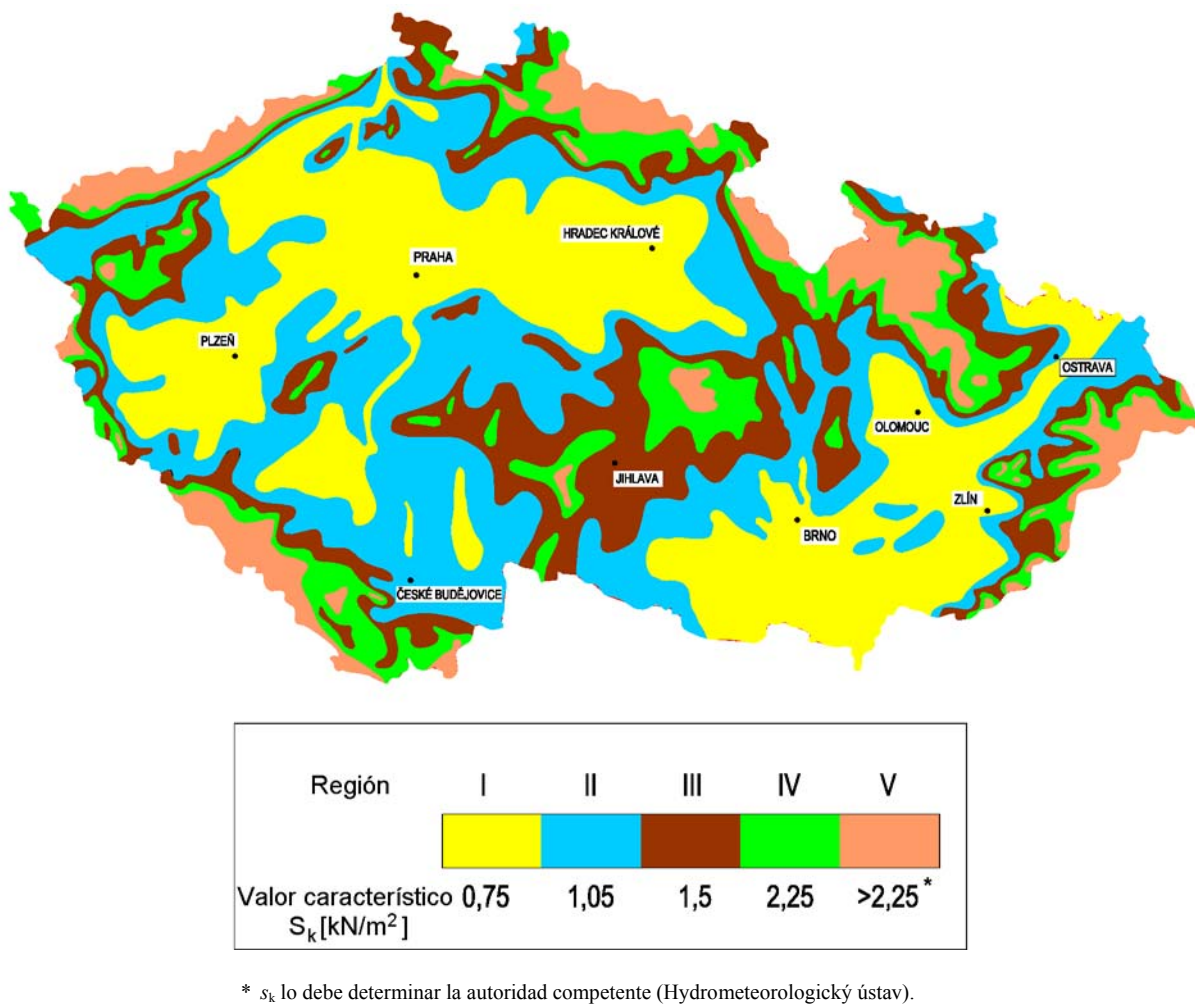 HRADEC KRÁLOVÉ
PRAHA
PLZEŇ
OSTRAVA
OLOMOUC
JIHLAVA
ZLÍN
BRNO
ČESKÉ BUDĚJOVICE
Región I II III IV V
Valor característico 0,75 1,05 1,5 2,25 >2,25*
Sk [kN/m²]
* sk lo debe determinar la autoridad competente (Hydrometeorologický ústav).